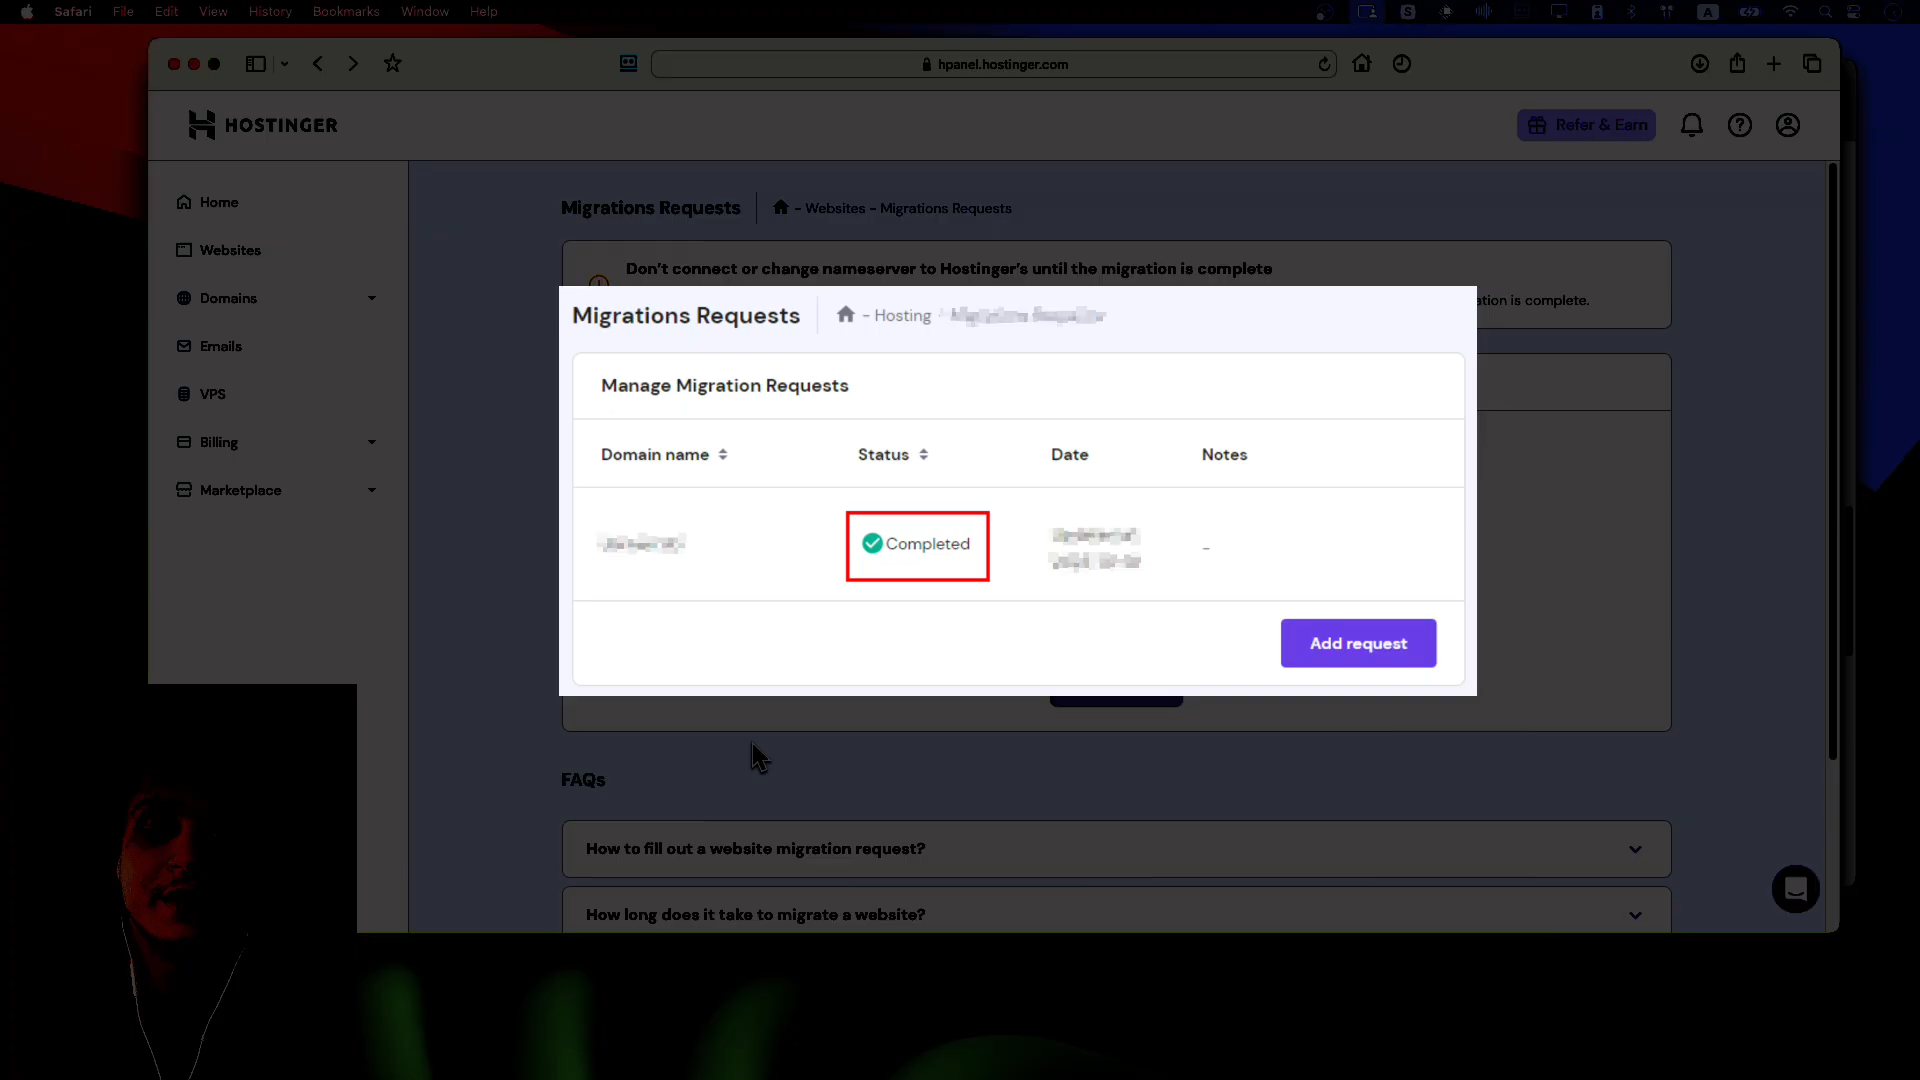 Safari File Edit View History Bookmarks Window Help
hpanel.hostinger.com
HOSTINGER
Refer & Earn
Home
Websites
Domains
Emails
VPS
Billing
Marketplace
Migrations Requests - Websites - Migrations Requests
Don't connect or change nameserver to Hostinger's until the migration is complete
ation is complete.
Migrations Requests - Hosting
Manage Migration Requests
Domain name Status Date Notes
Completed -
Add request
FAQs
How to fill out a website migration request?
How long does it take to migrate a website?